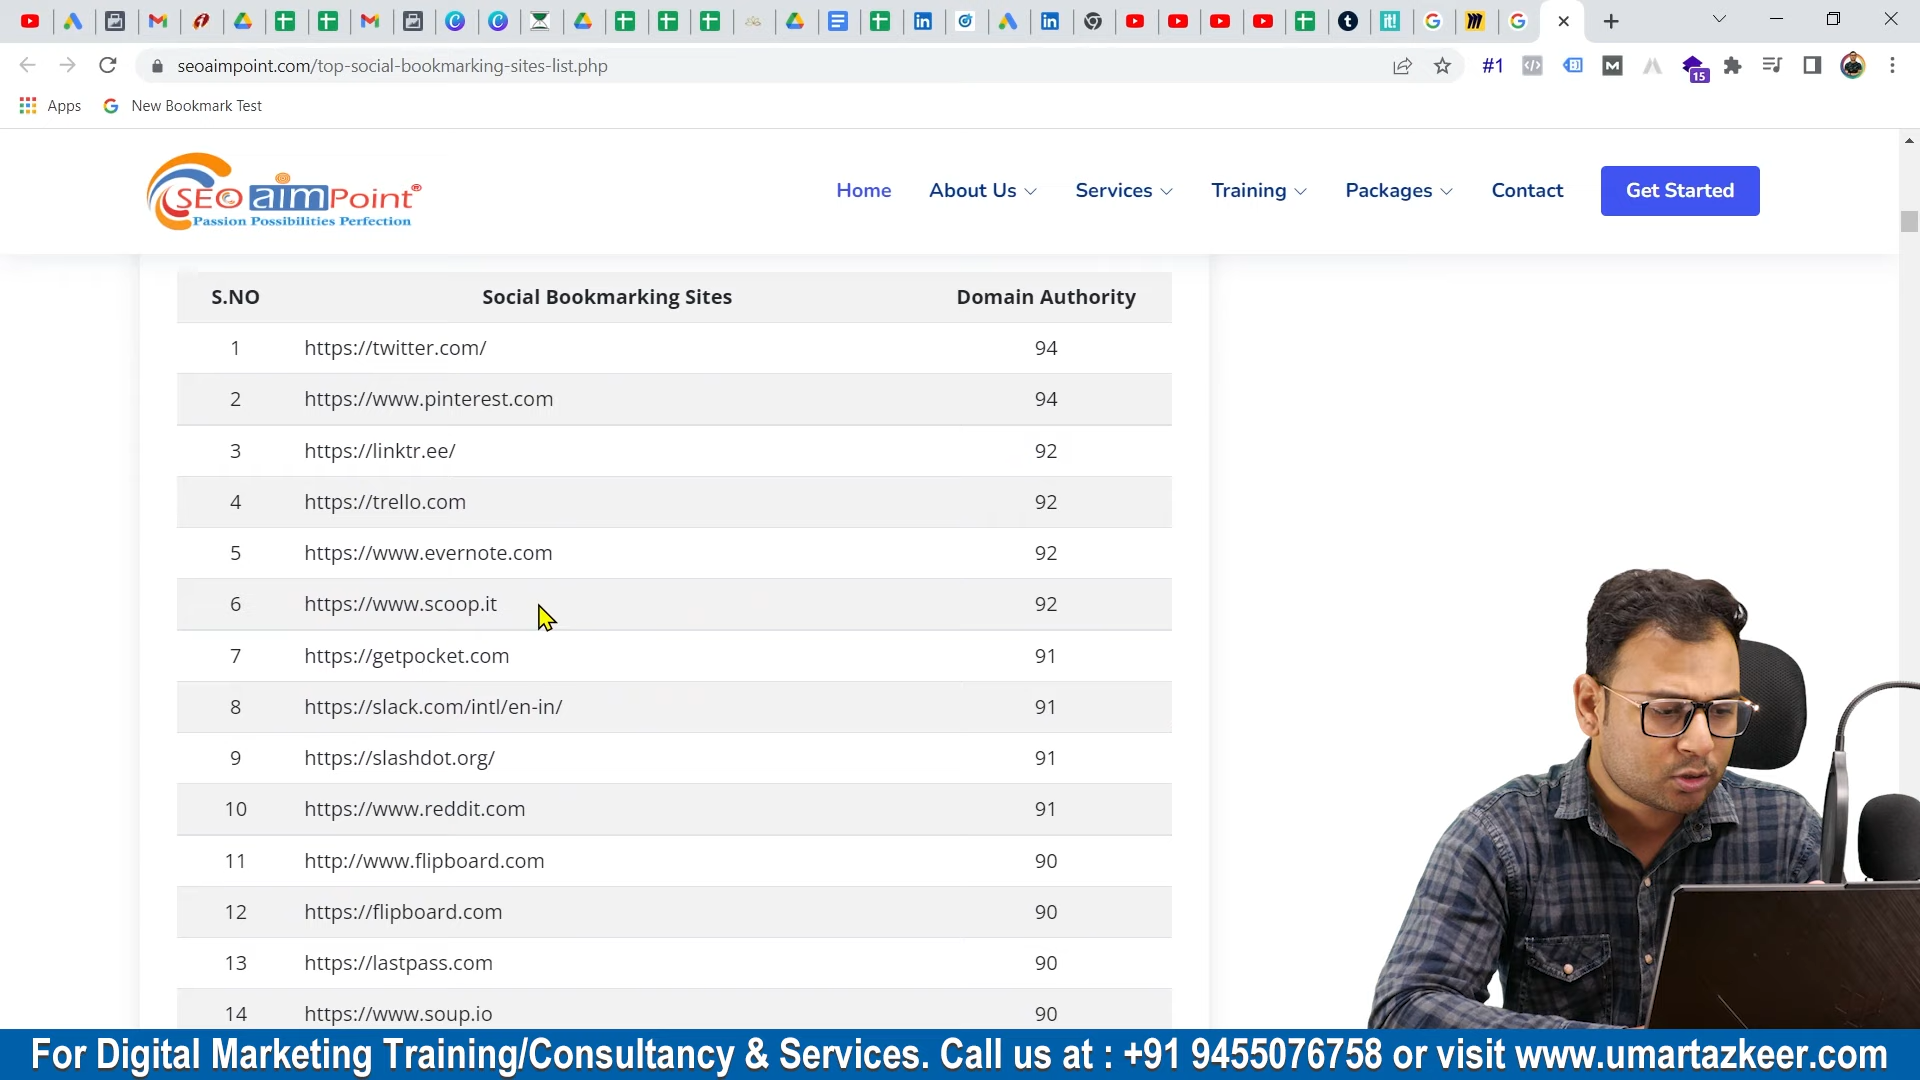 seoaimpoint.com/top-social-bookmarking-sites-list.php
#1
15
Apps
New Bookmark Test
SEO aim Point®
Passion Possibilities Perfection
Home
About Us
Services
Training
Packages
Contact
Get Started
S.NO Social Bookmarking Sites Domain Authority
1 https://twitter.com/ 94
2 https://www.pinterest.com 94
3 https://linktr.ee/ 92
4 https://trello.com 92
5 https://www.evernote.com 92
6 https://www.scoop.it 92
7 https://getpocket.com 91
8 https://slack.com/intl/en-in/ 91
9 https://slashdot.org/ 91
10 https://www.reddit.com 91
11 http://www.flipboard.com 90
12 https://flipboard.com 90
13 https://lastpass.com 90
14 https://www.soup.io 90
For Digital Marketing Training/Consultancy & Services. Call us at : +91 9455076758 or visit www.umartazkeer.com